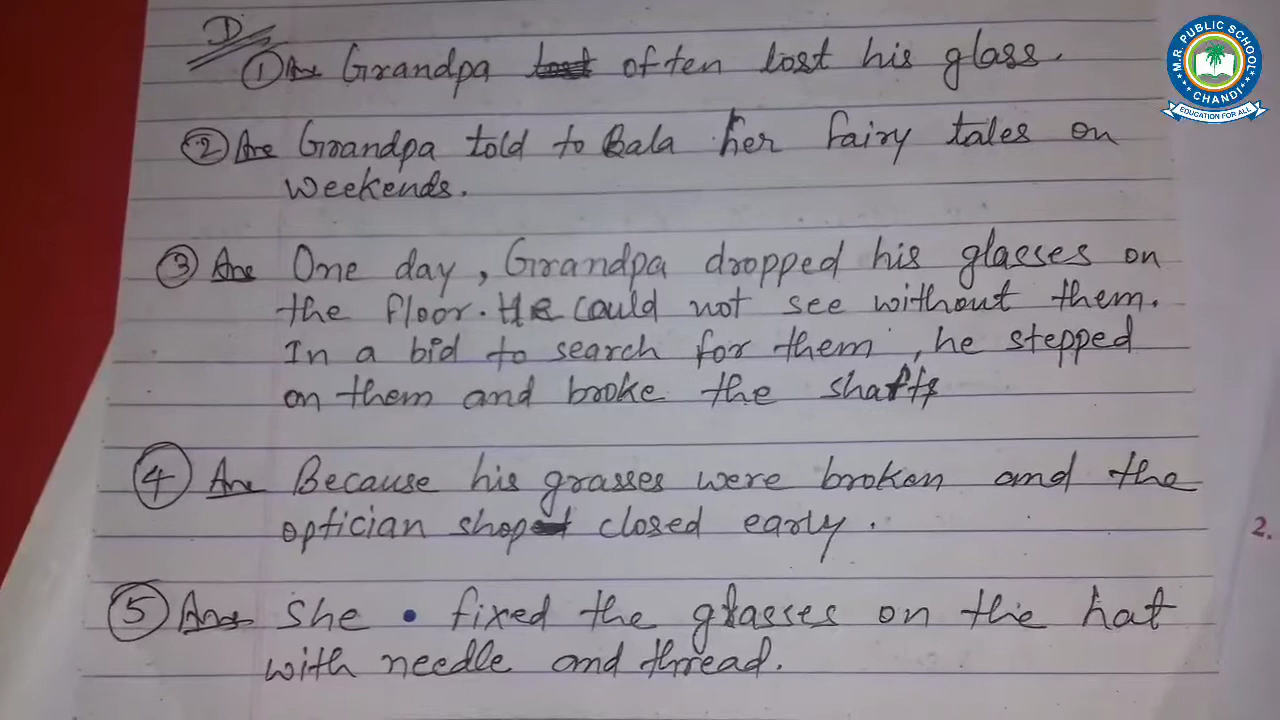 D
① Ans Grandpa often lost his glass.
② Ans Grandpa told to Bala her fairy tales on
weekends.
③ Ans One day, Grandpa dropped his glasses on
the floor. He could not see without them.
In a bid to search for them, he stepped
on them and broke the shafts
④ Ans Because his grasses were broken and the
optician shop closed early.
⑤ Ans She fixed the glasses on the hat
with needle and thread.
M.R. PUBLIC SCHOOL
CHANDI
EDUCATION FOR ALL
2.